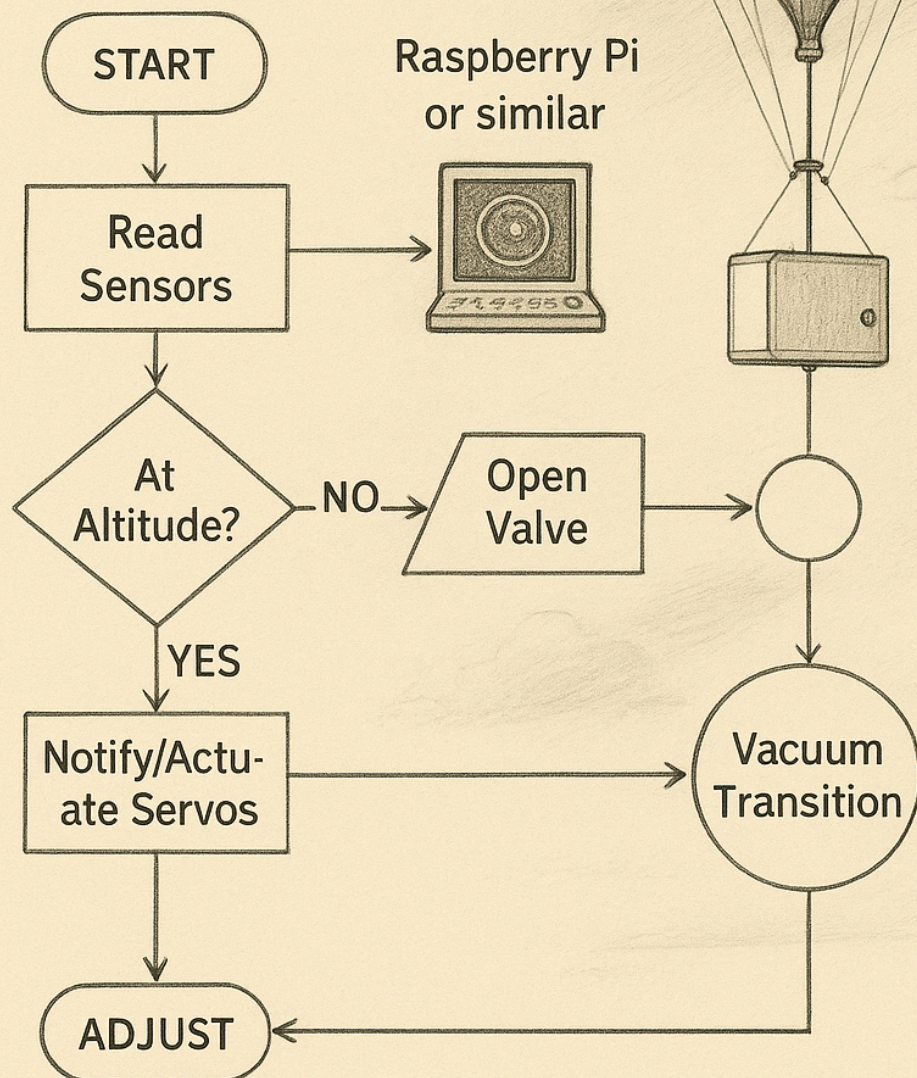 START
Raspberry Pi
or similar
Read
Sensors
At
Altitude?
NO
Open
Valve
YES
Notify/Actu-
ate Servos
Vacuum
Transition
ADJUST